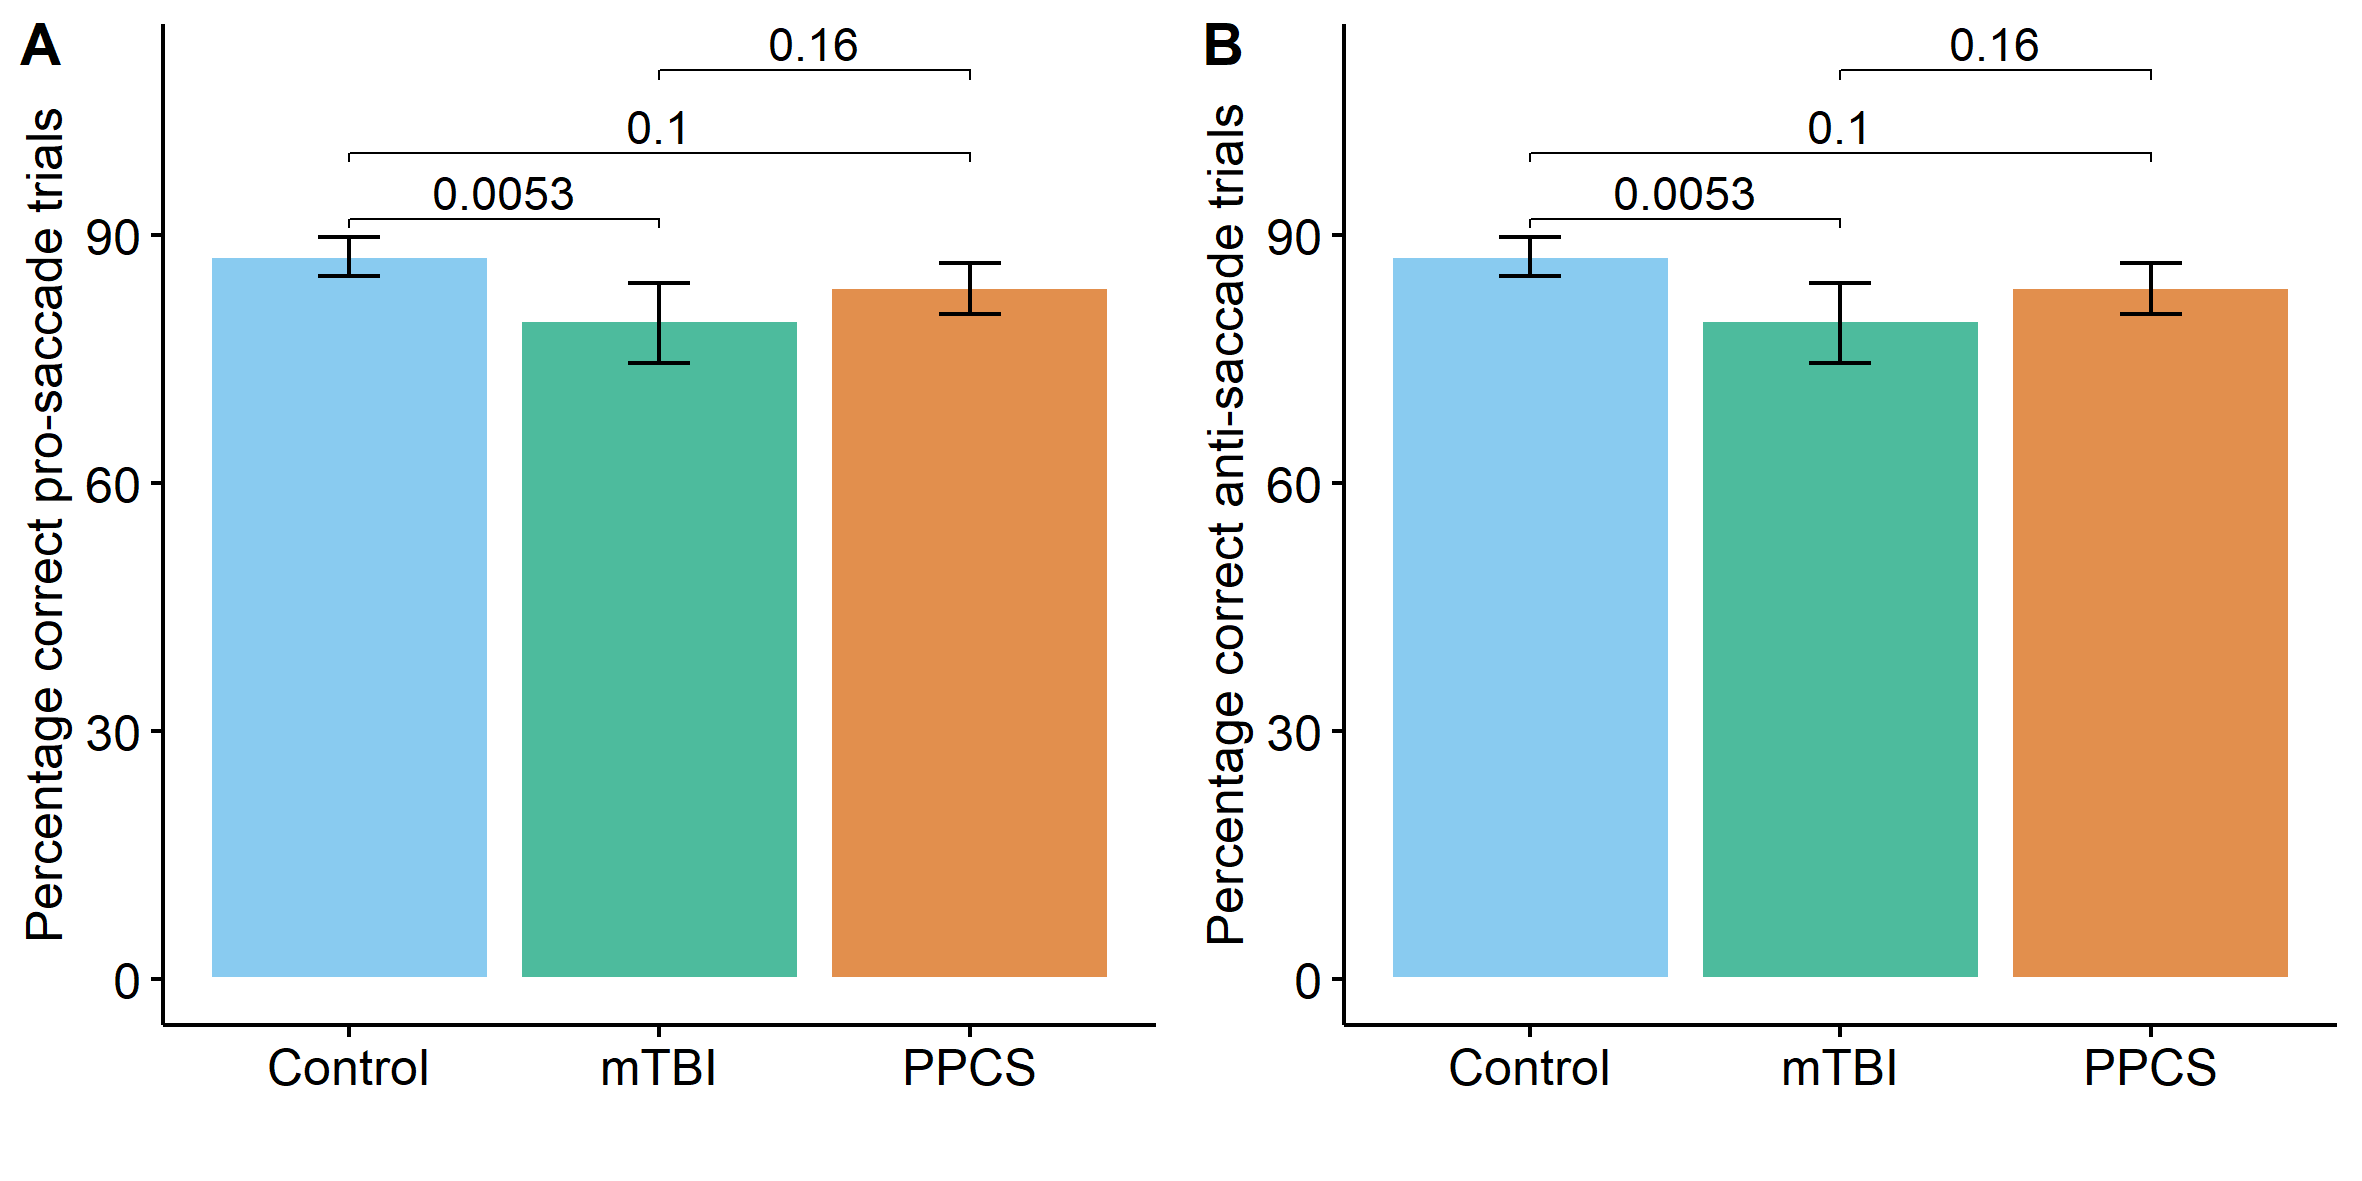 A
Percentage correct pro-saccade trials
0.16
0.1
0.0053
90
60
30
0
Control
mTBI
PPCS
B
Percentage correct anti-saccade trials
0.16
0.1
0.0053
90
60
30
0
Control
mTBI
PPCS